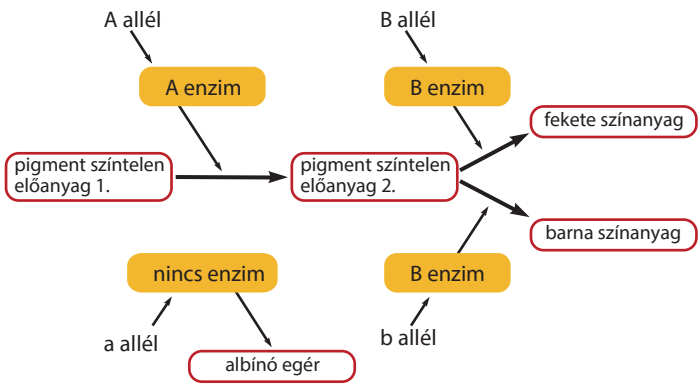 A allél
B allél
A enzim
B enzim
fekete színanyag
pigment színtelen
előanyag 1.
pigment színtelen
előanyag 2.
barna színanyag
nincs enzim
B enzim
a allél
b allél
albínó egér